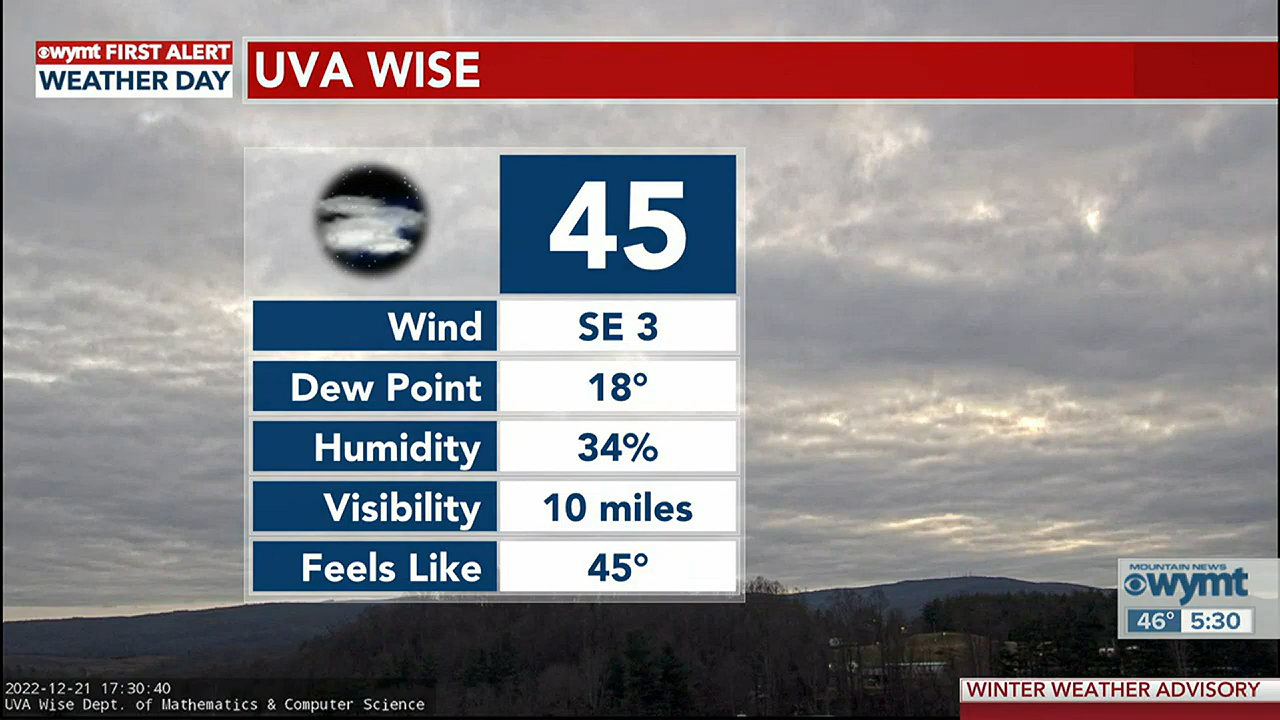 wymt FIRST ALERT
WEATHER DAY
UVA WISE
45
Wind SE 3
Dew Point 18°
Humidity 34%
Visibility 10 miles
Feels Like 45°
MOUNTAIN NEWS
wymt
46° 5:30
2022-12-21 17:30:40
UVA Wise Dept. of Mathematics & Computer Science
WINTER WEATHER ADVISORY